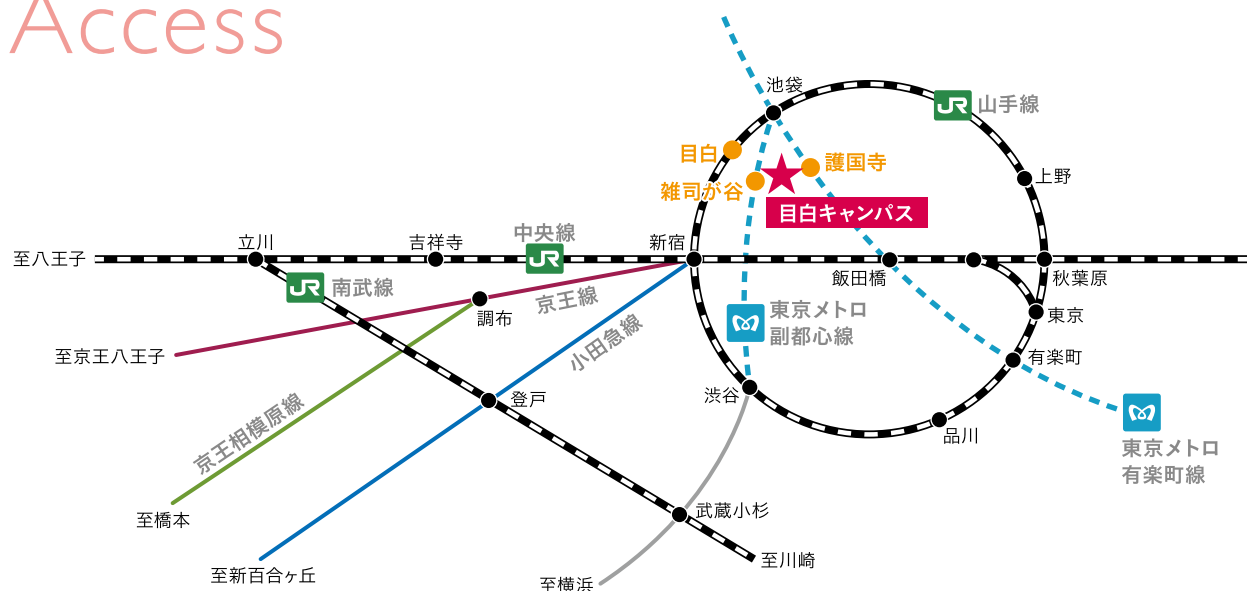 Access
池袋
JR 山手線
目白
護国寺
雑司が谷
上野
目白キャンパス
中央線
JR
立川
吉祥寺
新宿
至八王子
飯田橋
秋葉原
JR 南武線
京王線
調布
東京メトロ
副都心線
東京
小田急線
至京王八王子
有楽町
渋谷
登戸
京王相模原線
品川
東京メトロ
有楽町線
武蔵小杉
至橋本
至川崎
至新百合ヶ丘
至横浜